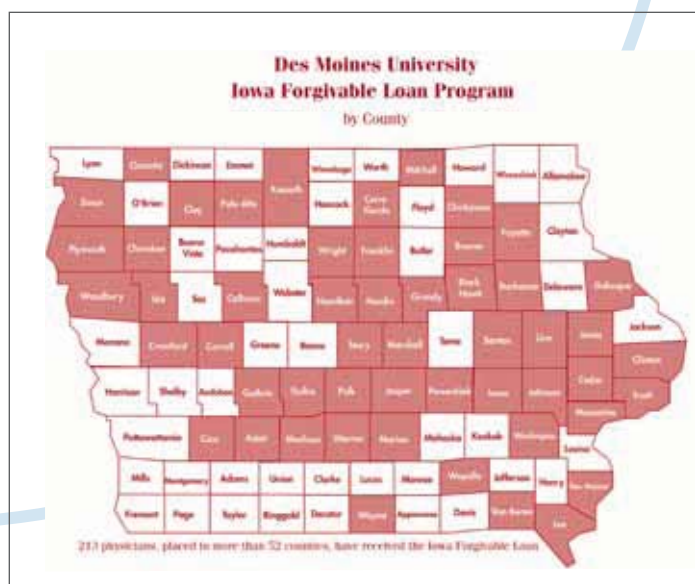 Des Moines University
Iowa Forgivable Loan Program
by County
Lyon Osceola Dickinson Emmet Winnebago Worth Mitchell Howard Winneshiek Allamakee
Sioux O'Brien Clay Palo Alto Kossuth Hancock Cerro Gordo Floyd Chickasaw
Plymouth Cherokee Buena Vista Pocahontas Humboldt Wright Franklin Butler Bremer Fayette Clayton
Woodbury Ida Sac Calhoun Webster Hamilton Hardin Grundy Black Hawk Buchanan Delaware Dubuque
Monona Crawford Carroll Greene Boone Story Marshall Tama Benton Linn Jones Jackson
Clinton
Harrison Shelby Audubon Guthrie Dallas Polk Jasper Poweshiek Iowa Johnson Cedar Scott
Muscatine
Pottawattamie Cass Adair Madison Warren Marion Mahaska Keokuk Washington Louisa
Mills Montgomery Adams Union Clarke Lucas Monroe Wapello Jefferson Henry Des Moines
Fremont Page Taylor Ringgold Decatur Wayne Appanoose Davis Van Buren Lee
213 physicians, placed in more than 52 counties, have received the Iowa Forgivable Loan